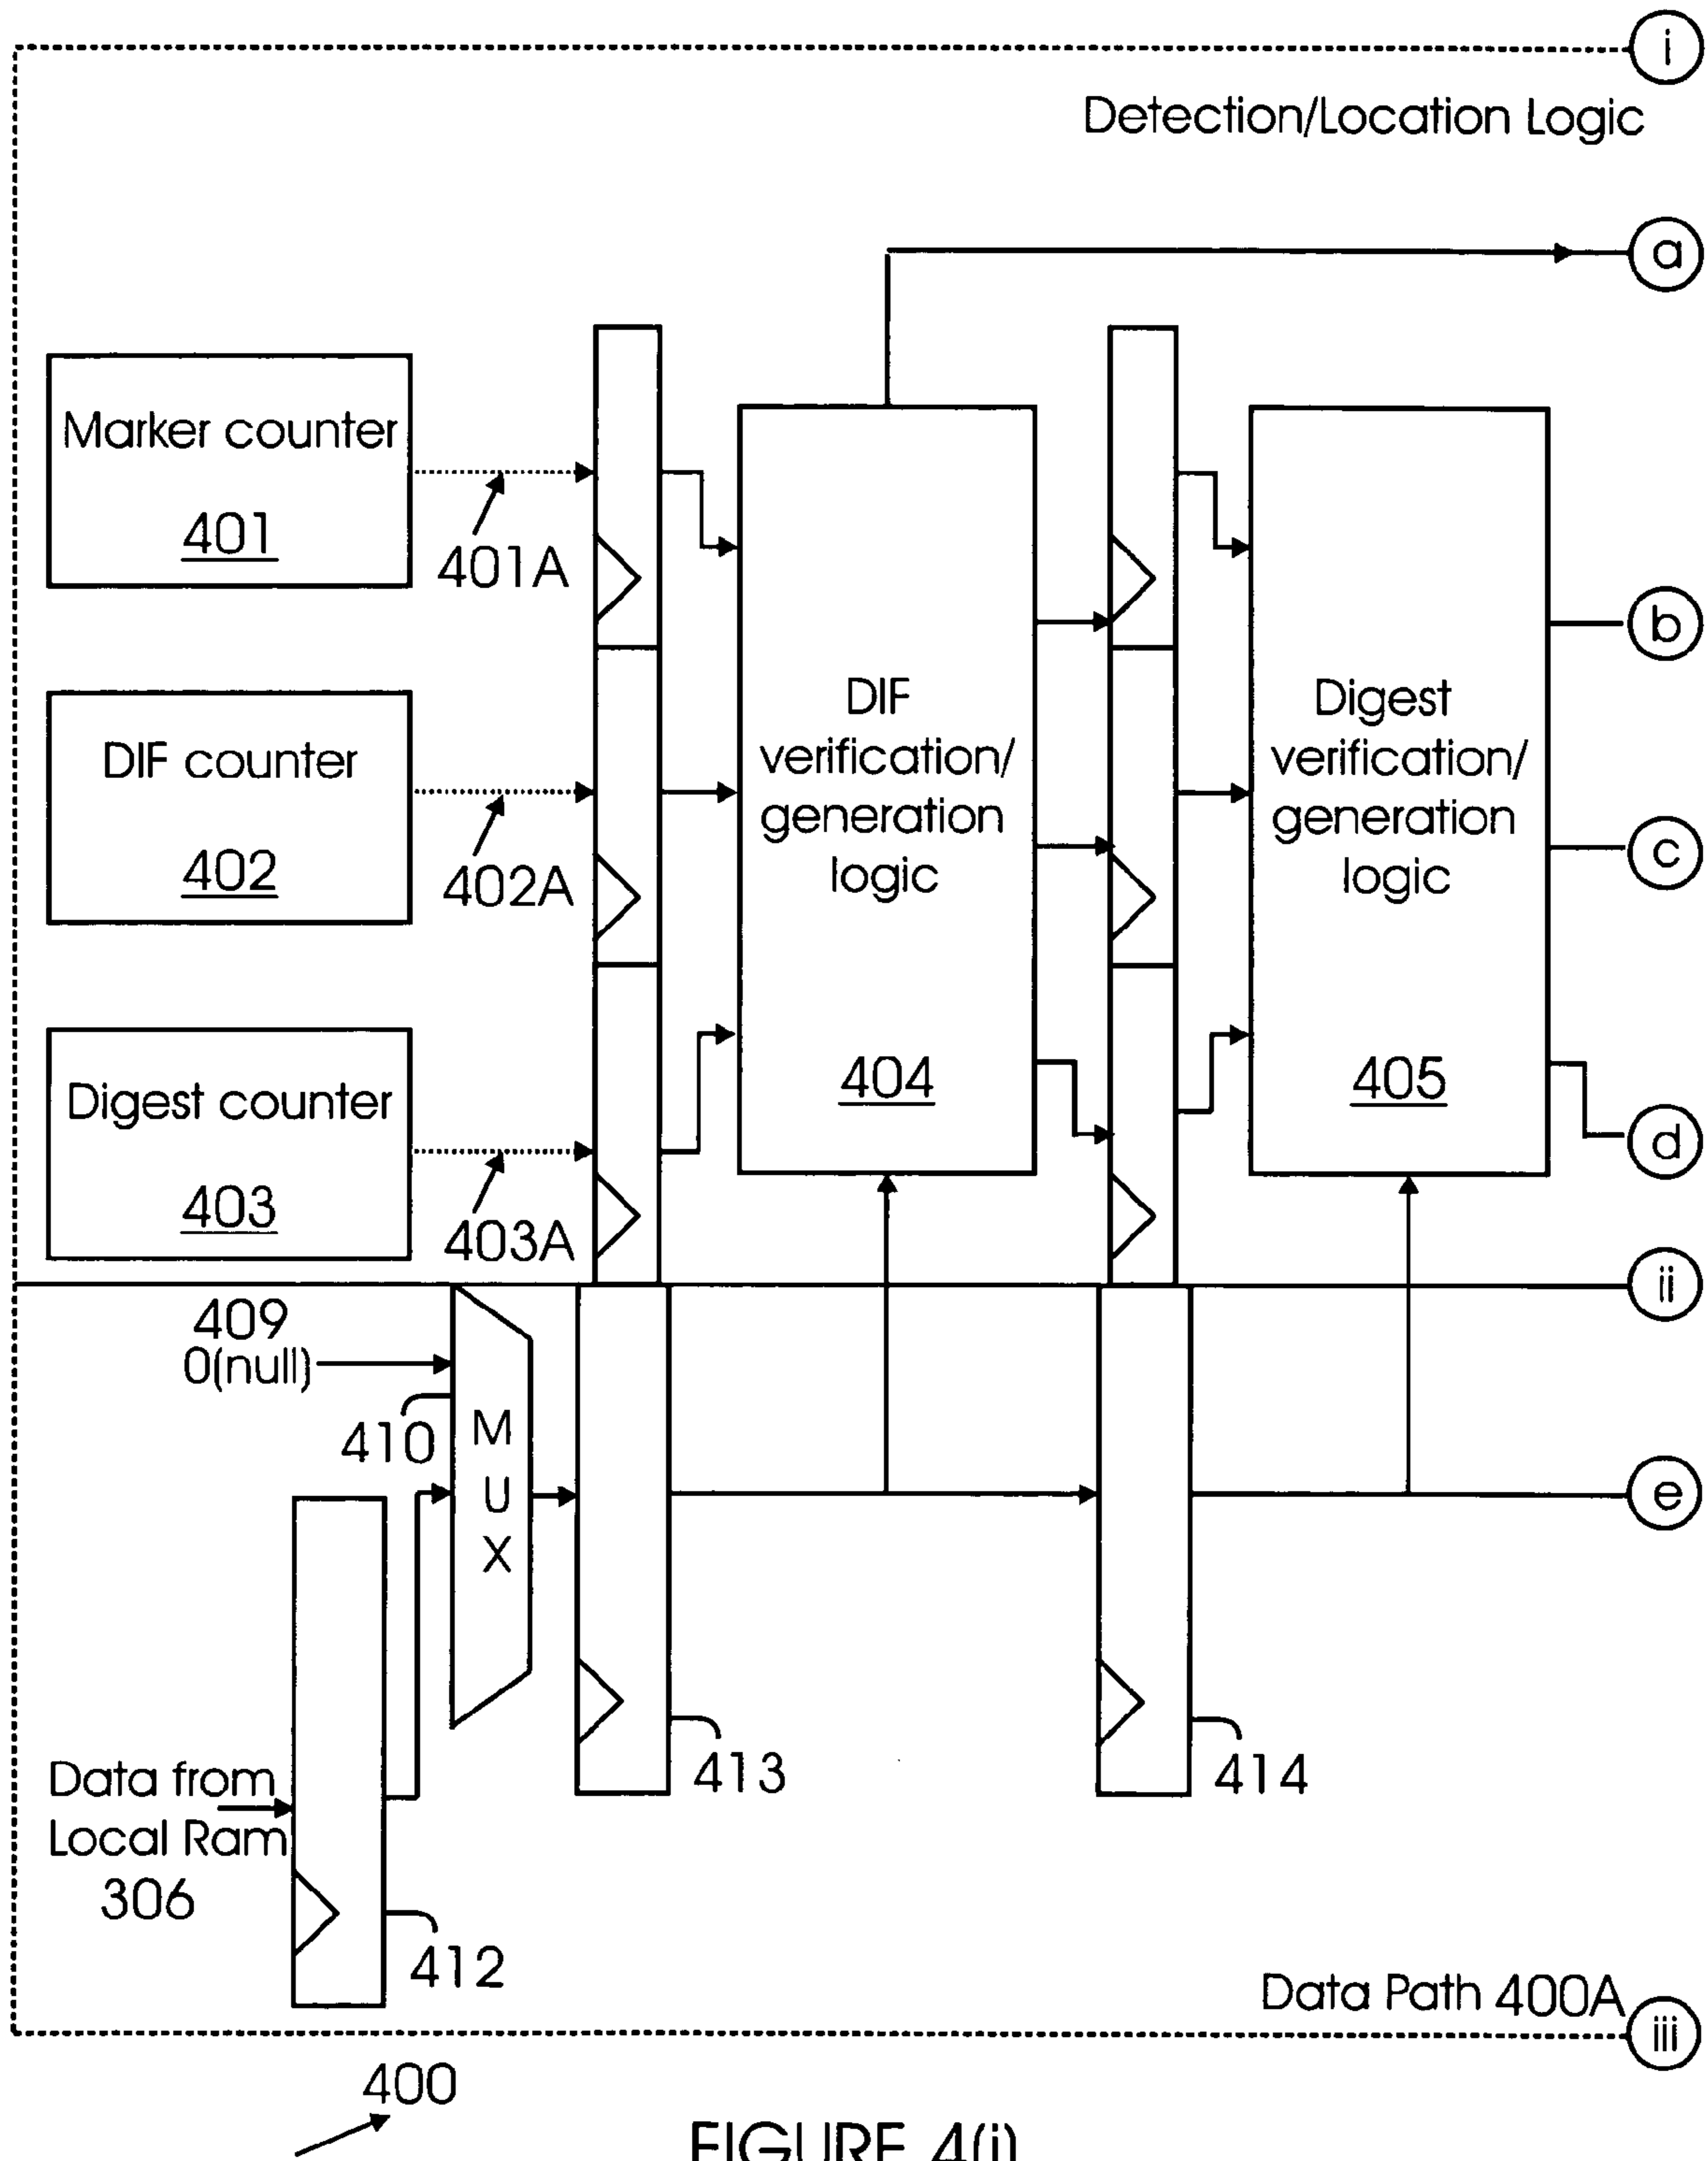 i
Detection/Location Logic
a
Marker counter
401
401A
b
DIF
verification/
generation
logic
404
Digest
verification/
generation
logic
405
DIF counter
402
402A
c
Digest counter
403
403A
d
ii
409
0(null)
410
M
U
X
e
413
414
Data from
Local Ram
306
412
Data Path 400A
iii
400
FIGURE 4(i)